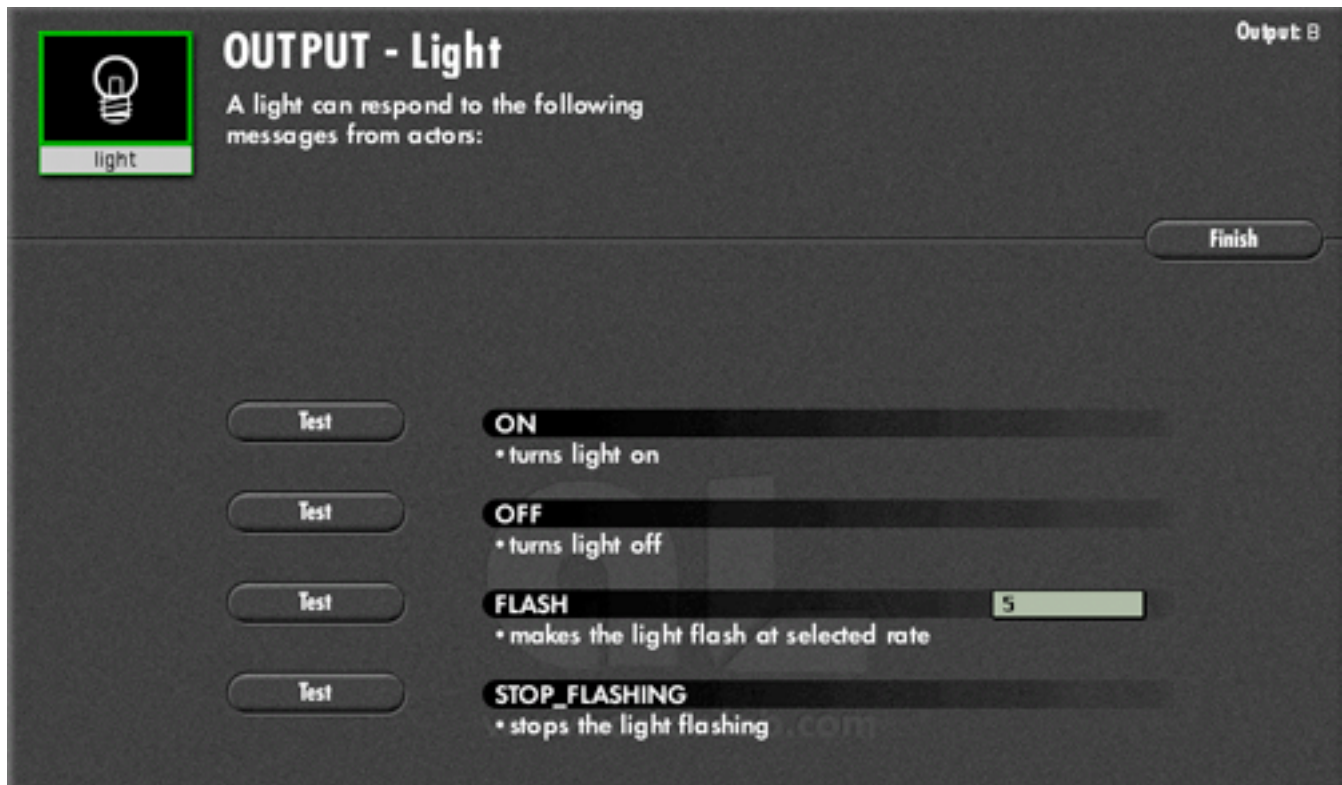 OUTPUT - Light
Output: B
A light can respond to the following
messages from actors:
light
Finish
Test
ON
• turns light on
Test
OFF
• turns light off
Test
FLASH
5
• makes the light flash at selected rate
Test
STOP_FLASHING
• stops the light flashing